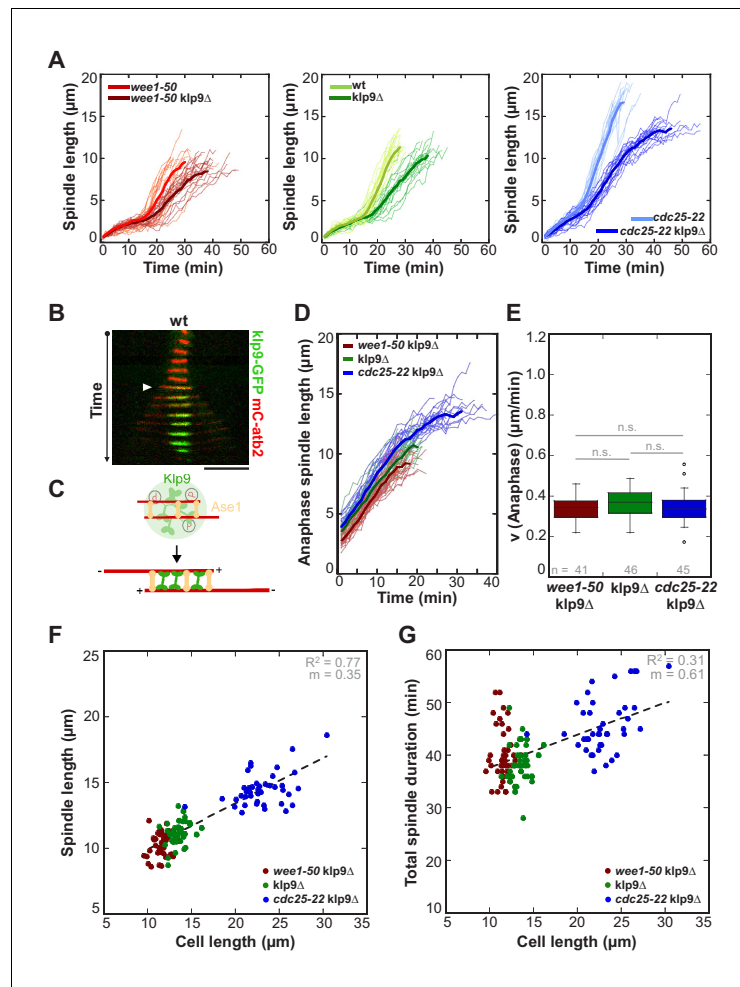 A
wee1-50
wee1-50 klp9Δ
Spindle length (µm)
20
15
10
5
0
0 10 20 30 40 50 60
Time (min)
wt
klp9Δ
Spindle length (µm)
20
15
10
5
0
0 10 20 30 40 50 60
Time (min)
cdc25-22
cdc25-22 klp9Δ
Spindle length (µm)
20
15
10
5
0
0 10 20 30 40 50 60
Time (min)
B
wt
Time
klp9-GFP mC-atb2
C
Klp9
Ase1
P
P
P
- +
+ -
D
wee1-50 klp9Δ
klp9Δ
cdc25-22 klp9Δ
Anaphase spindle length (µm)
20
15
10
5
0
0 10 20 30 40
Time (min)
E
v (Anaphase) (µm/min)
1.2
1.0
0.8
0.6
0.4
0.2
0
n.s.
n.s.
n.s.
n = 41 46 45
wee1-50 klp9Δ
klp9Δ
cdc25-22 klp9Δ
F
Spindle length (µm)
25
20
15
10
5
R² = 0.77
m = 0.35
wee1-50 klp9Δ
klp9Δ
cdc25-22 klp9Δ
5 10 15 20 25 30 35
Cell length (µm)
G
Total spindle duration (min)
60
50
40
30
20
10
R² = 0.31
m = 0.61
wee1-50 klp9Δ
klp9Δ
cdc25-22 klp9Δ
5 10 15 20 25 30 35
Cell length (µm)